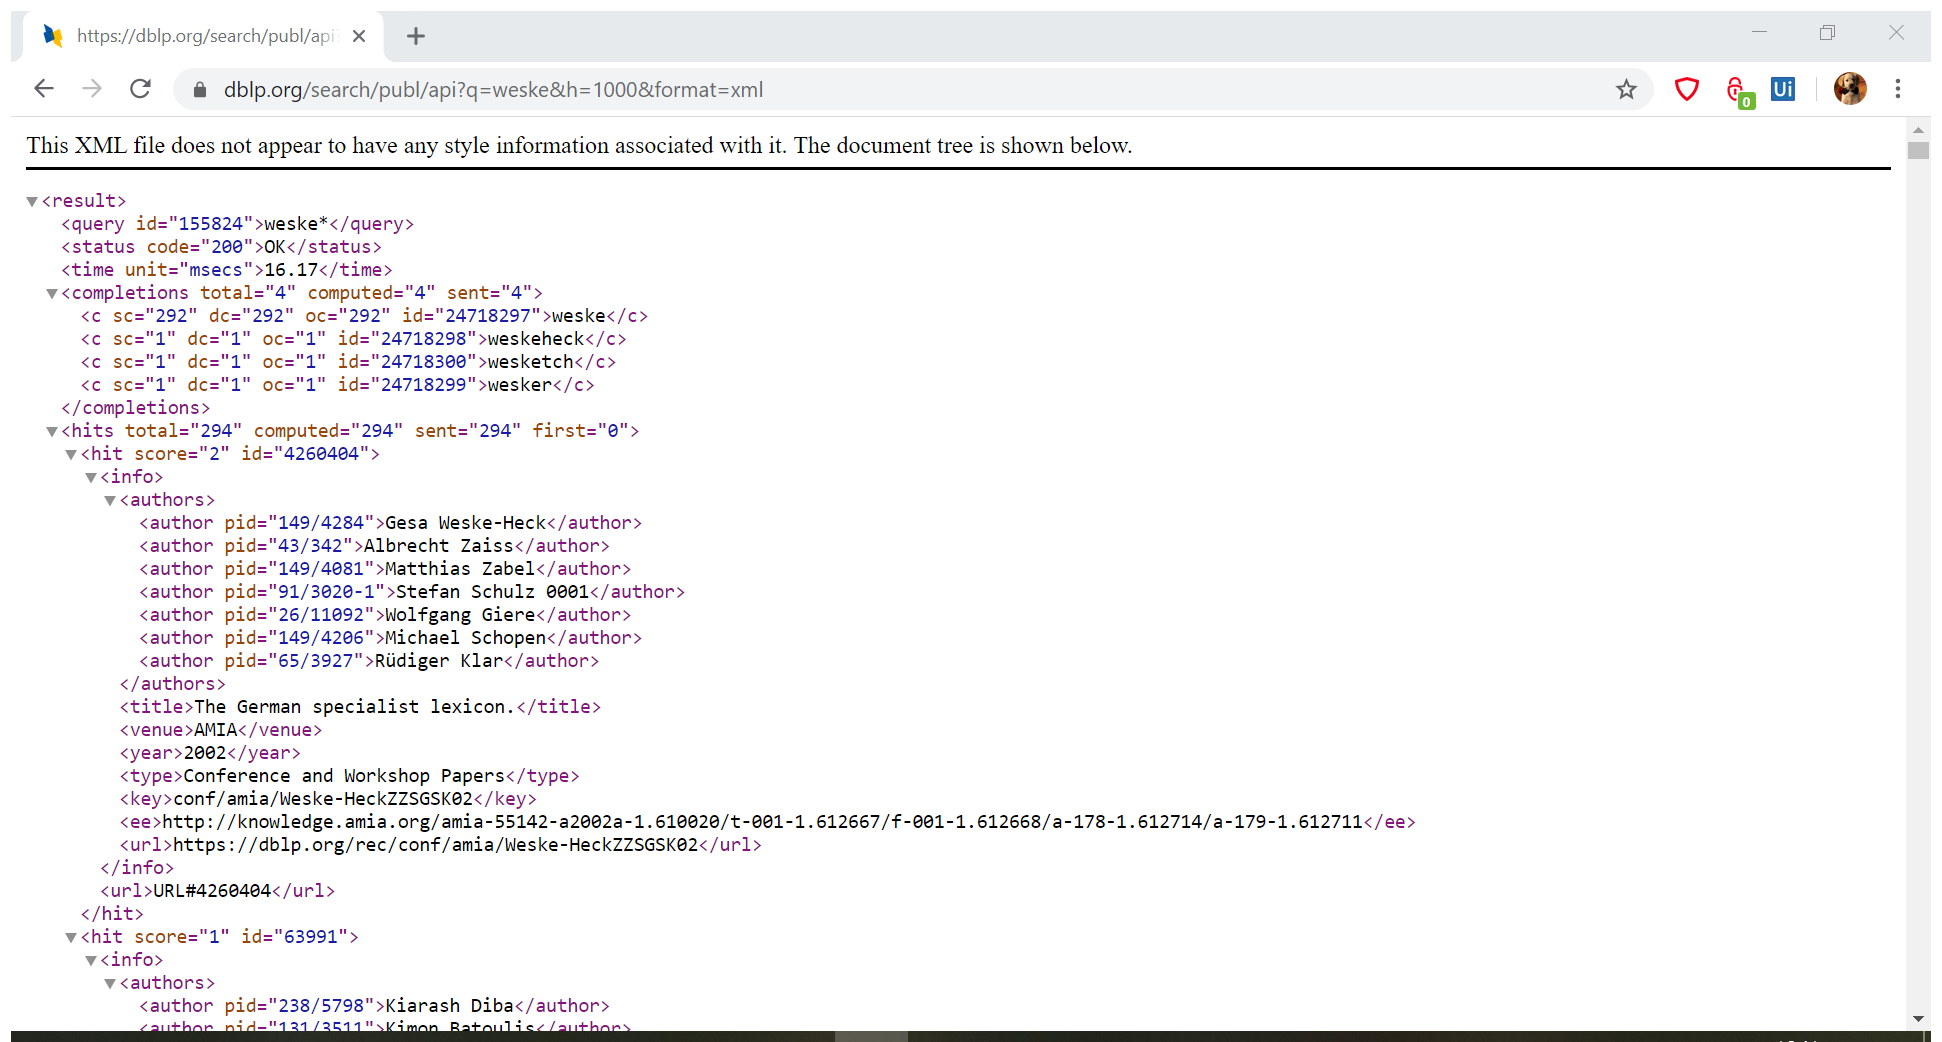 https://dblp.org/search/publ/api
dblp.org/search/publ/api?q=weske&h=1000&format=xml
0
Ui
This XML file does not appear to have any style information associated with it. The document tree is shown below.
<result>
<query id="155824">weske*</query>
<status code="200">OK</status>
<time unit="msecs">16.17</time>
<completions total="4" computed="4" sent="4">
<c sc="292" dc="292" oc="292" id="24718297">weske</c>
<c sc="1" dc="1" oc="1" id="24718298">weskeheck</c>
<c sc="1" dc="1" oc="1" id="24718300">wesketch</c>
<c sc="1" dc="1" oc="1" id="24718299">wesker</c>
</completions>
<hits total="294" computed="294" sent="294" first="0">
<hit score="2" id="4260404">
<info>
<authors>
<author pid="149/4284">Gesa Weske-Heck</author>
<author pid="43/342">Albrecht Zaiss</author>
<author pid="149/4081">Matthias Zabel</author>
<author pid="91/3020-1">Stefan Schulz 0001</author>
<author pid="26/11092">Wolfgang Giere</author>
<author pid="149/4206">Michael Schopen</author>
<author pid="65/3927">Rüdiger Klar</author>
</authors>
<title>The German specialist lexicon.</title>
<venue>AMIA</venue>
<year>2002</year>
<type>Conference and Workshop Papers</type>
<key>conf/amia/Weske-HeckZZSGSK02</key>
<ee>http://knowledge.amia.org/amia-55142-a2002a-1.610020/t-001-1.612667/f-001-1.612668/a-178-1.612714/a-179-1.612711</ee>
<url>https://dblp.org/rec/conf/amia/Weske-HeckZZSGSK02</url>
</info>
<url>URL#4260404</url>
</hit>
<hit score="1" id="63991">
<info>
<authors>
<author pid="238/5798">Kiarash Diba</author>
<author pid="131/3511">Kimon Batoulis</author>